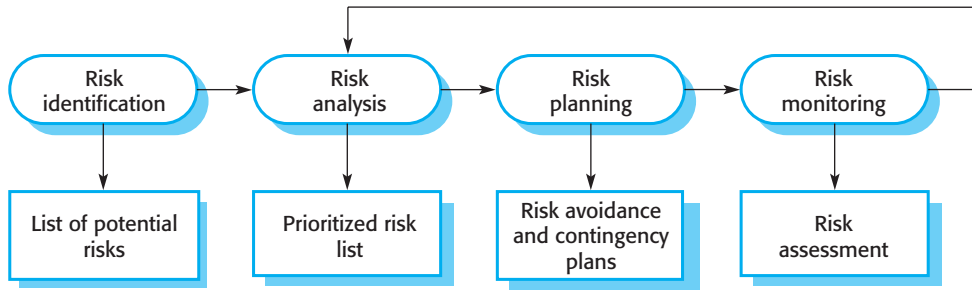 Risk
identification
Risk
analysis
Risk
planning
Risk
monitoring
List of potential
risks
Prioritized risk
list
Risk avoidance
and contingency
plans
Risk
assessment